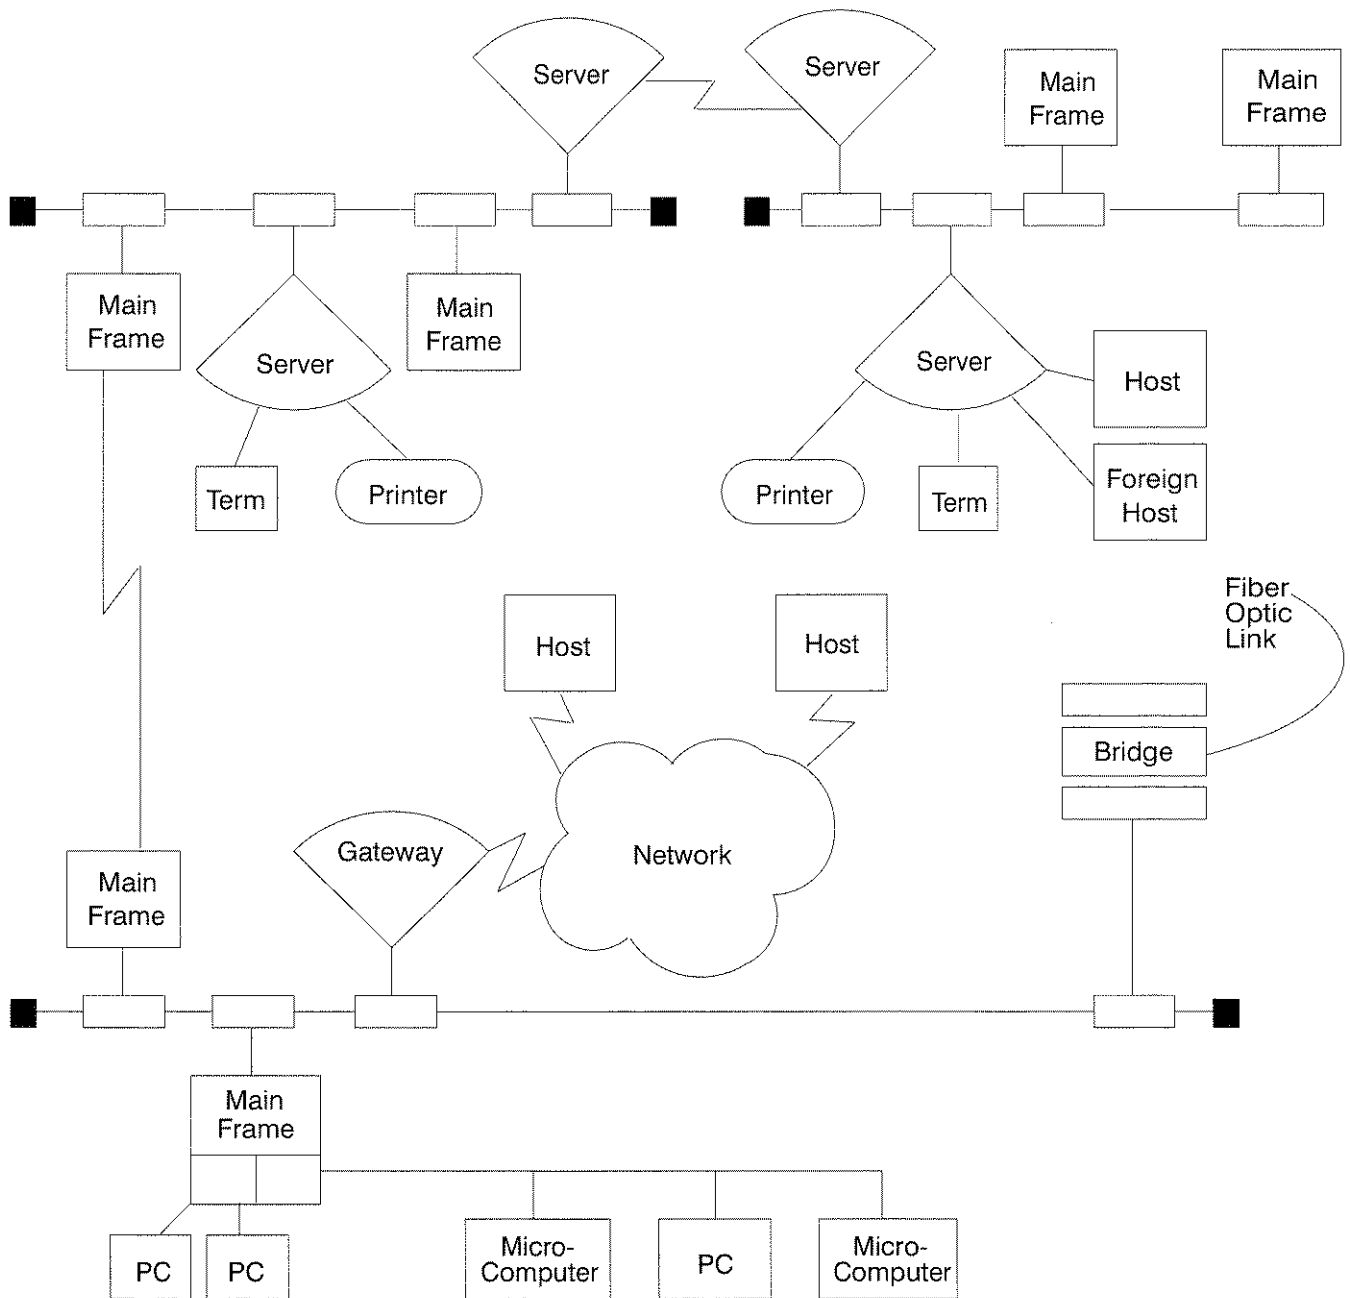 Server
Server
Main
Frame
Main
Frame
Main
Frame
Server
Main
Frame
Server
Host
Term
Printer
Printer
Term
Foreign
Host
Host
Host
Fiber
Optic
Link
Bridge
Main
Frame
Gateway
Network
Main
Frame
PC
PC
Micro-
Computer
PC
Micro-
Computer